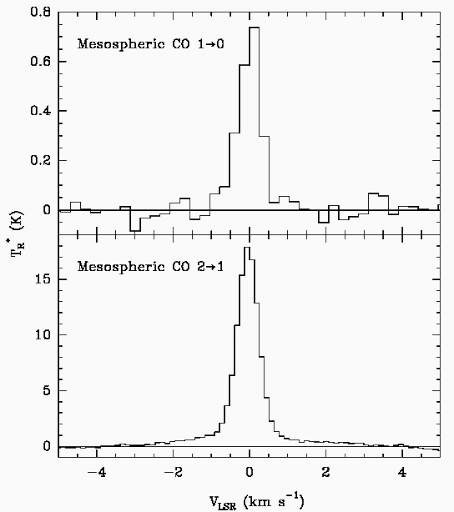 0.8
Mesospheric CO 1→0
0.6
0.4
0.2
0
T_R^* (K)
Mesospheric CO 2→1
15
10
5
0
−4 −2 0 2 4
V_LSR (km s⁻¹)